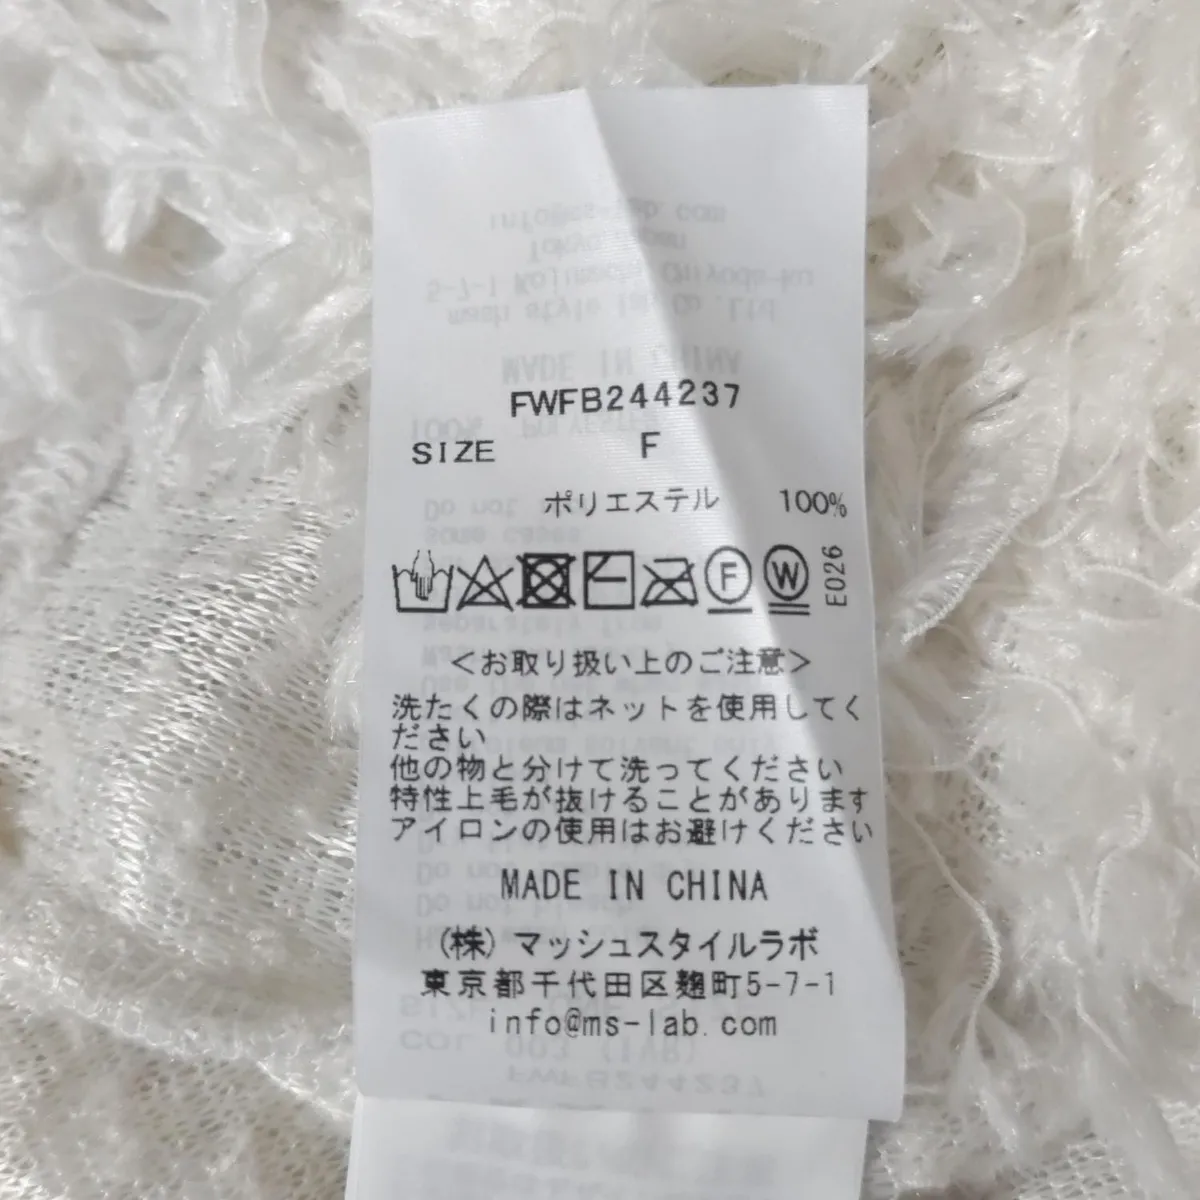 FWFB244237
SIZE F
ポリエステル 100%
F W E026
<お取り扱い上のご注意>
洗たくの際はネットを使用してく
ださい
他の物と分けて洗ってください
特性上毛が抜けることがあります
アイロンの使用はお避けください
MADE IN CHINA
(株)マッシュスタイルラボ
東京都千代田区麹町5-7-1
info@ms-lab.com